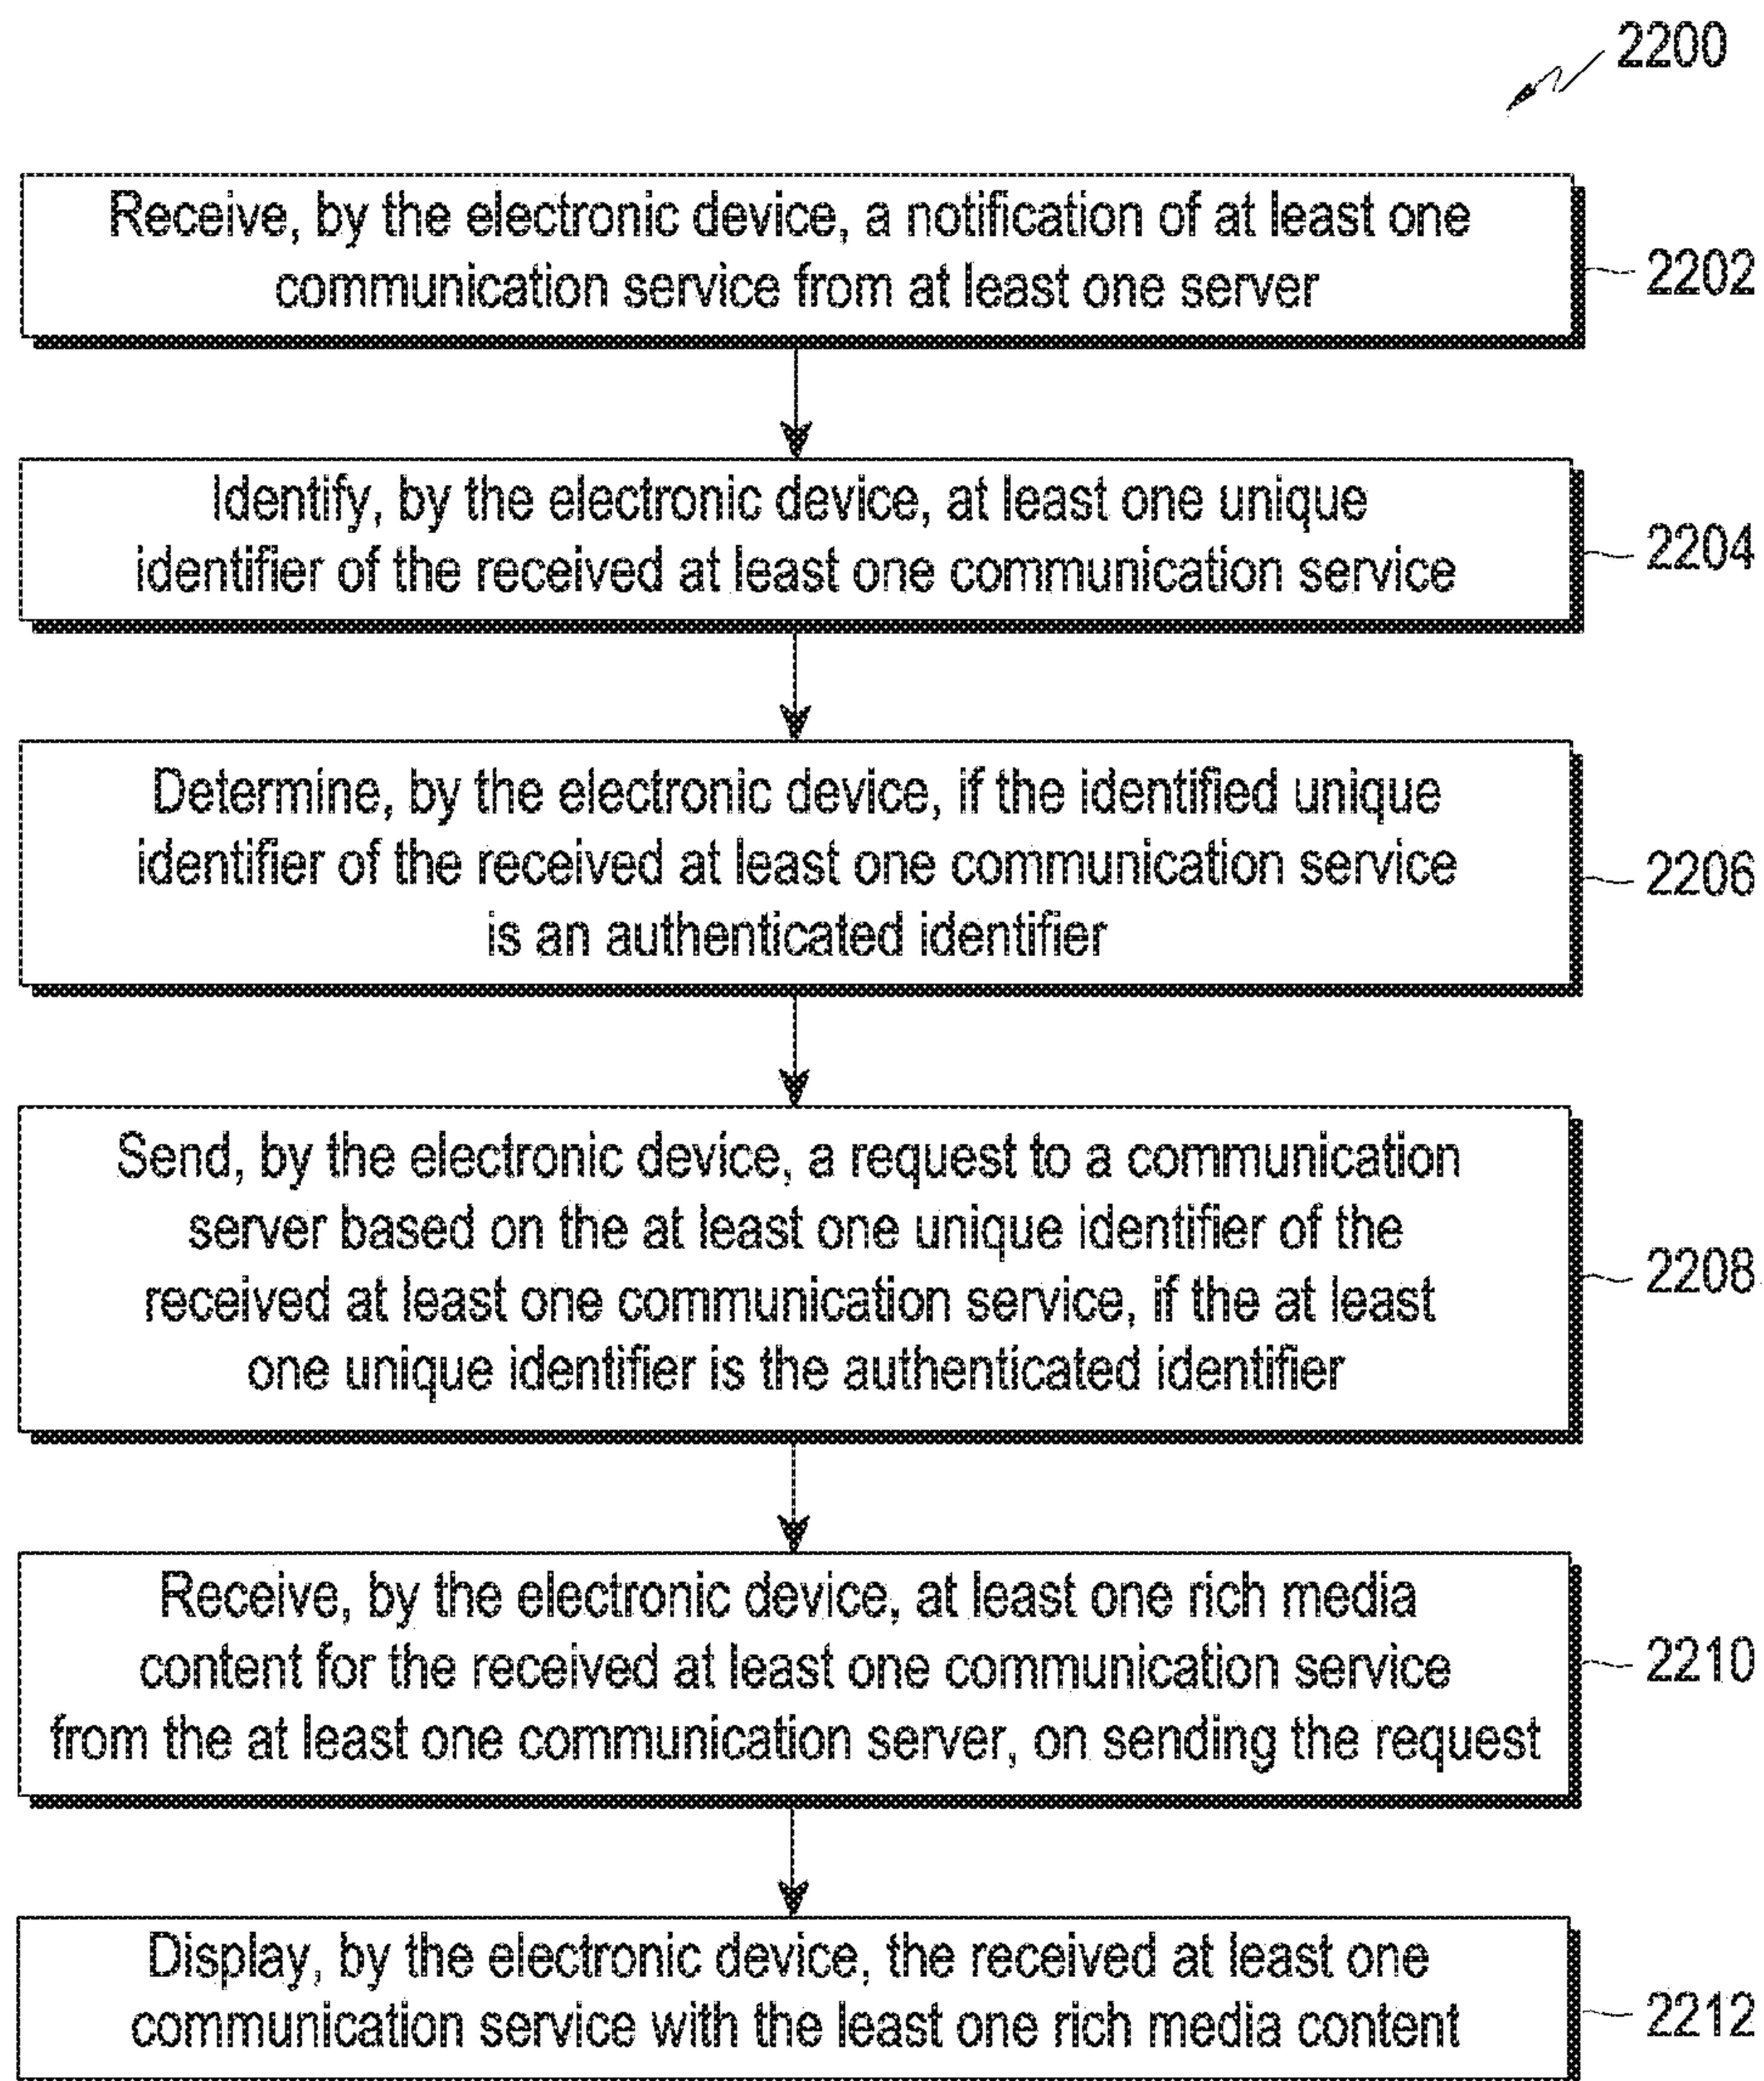 2200
Receive, by the electronic device, a notification of at least one
communication service from at least one server
2202
Identify, by the electronic device, at least one unique
identifier of the received at least one communication service
2204
Determine, by the electronic device, if the identified unique
identifier of the received at least one communication service
is an authenticated identifier
2206
Send, by the electronic device, a request to a communication
server based on the at least one unique identifier of the
received at least one communication service, if the at least
one unique identifier is the authenticated identifier
2208
Receive, by the electronic device, at least one rich media
content for the received at least one communication service
from the at least one communication server, on sending the request
2210
Display, by the electronic device, the received at least one
communication service with the least one rich media content
2212